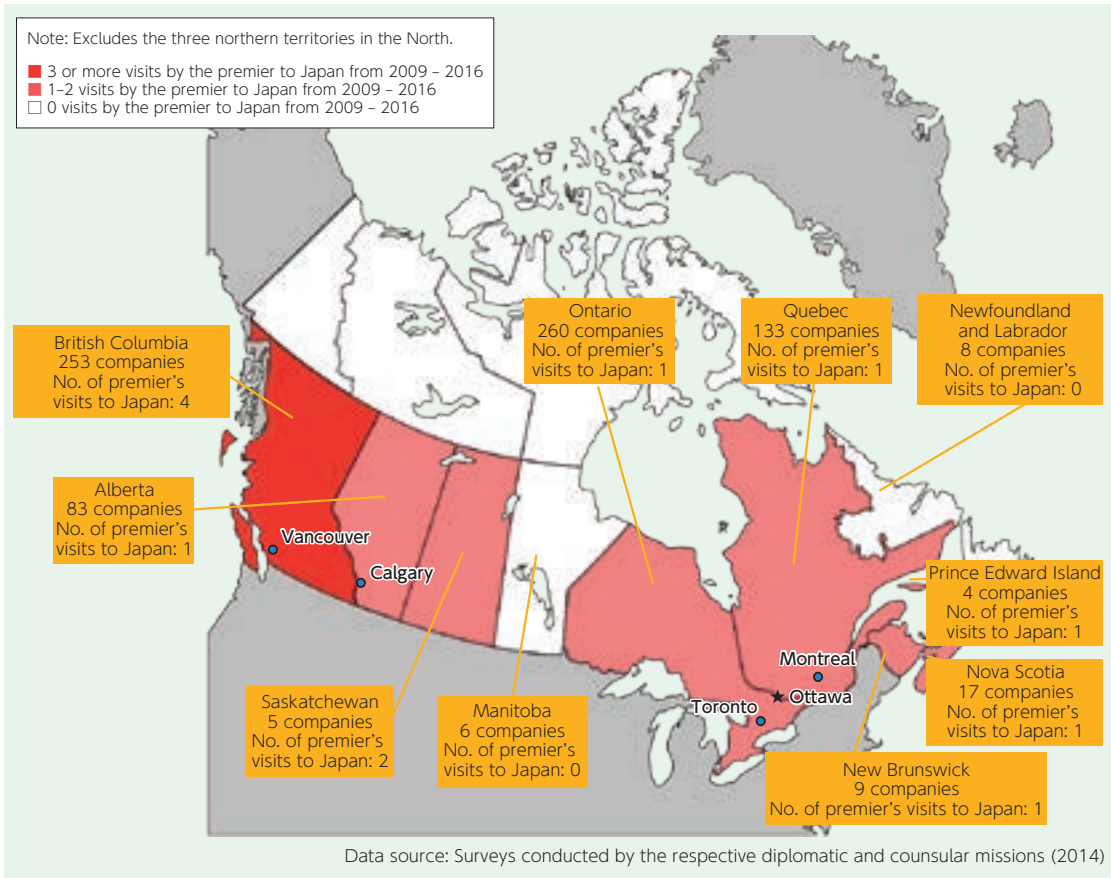 Note: Excludes the three northern territories in the North.
3 or more visits by the premier to Japan from 2009 – 2016
1–2 visits by the premier to Japan from 2009 – 2016
0 visits by the premier to Japan from 2009 – 2016
British Columbia
253 companies
No. of premier's
visits to Japan: 4
Ontario
260 companies
No. of premier's
visits to Japan: 1
Quebec
133 companies
No. of premier's
visits to Japan: 1
Newfoundland
and Labrador
8 companies
No. of premier's
visits to Japan: 0
Alberta
83 companies
No. of premier's
visits to Japan: 1
Vancouver
Calgary
Prince Edward Island
4 companies
No. of premier's
visits to Japan: 1
Montreal
Ottawa
Toronto
Nova Scotia
17 companies
No. of premier's
visits to Japan: 1
Saskatchewan
5 companies
No. of premier's
visits to Japan: 2
Manitoba
6 companies
No. of premier's
visits to Japan: 0
New Brunswick
9 companies
No. of premier's visits to Japan: 1
Data source: Surveys conducted by the respective diplomatic and counsular missions (2014)